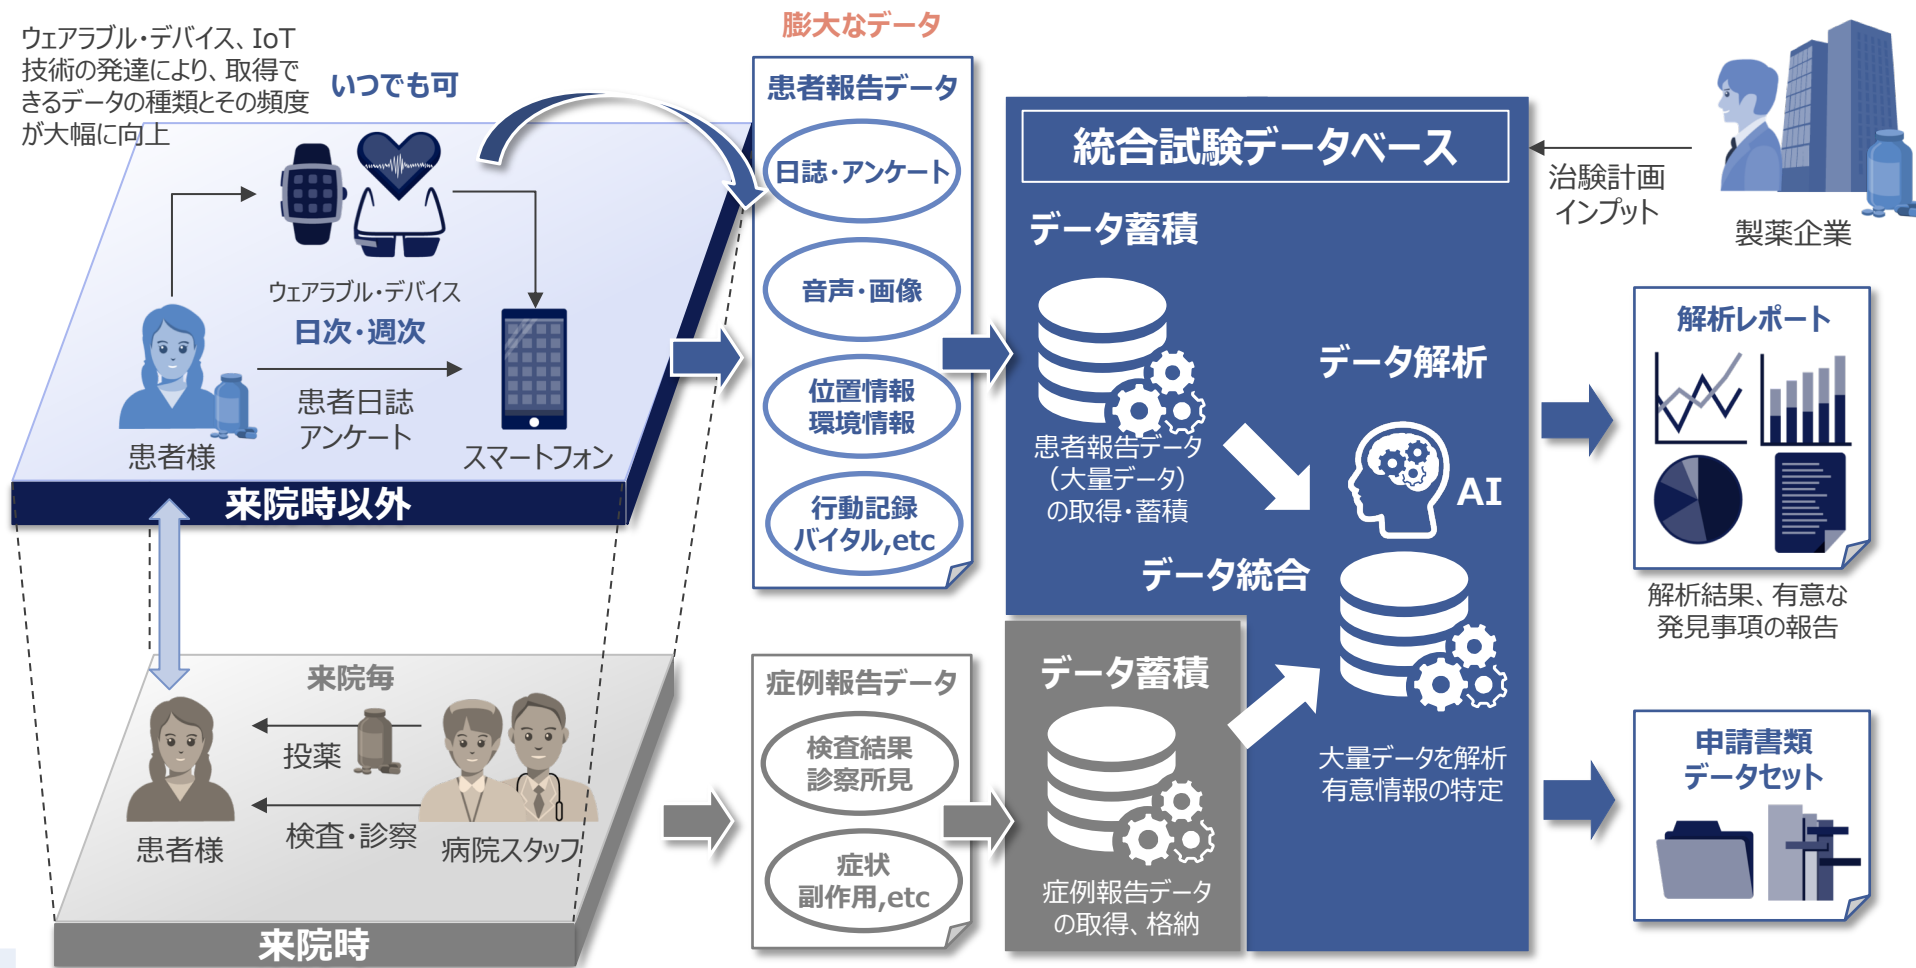 ウェアラブル・デバイス、IoT
技術の発達により、取得で
きるデータの種類とその頻度
が大幅に向上
いつでも可
ウェアラブル・デバイス
日次・週次
患者日誌
アンケート
患者様
スマートフォン
来院時以外
来院毎
投薬
検査・診察
患者様
病院スタッフ
来院時
膨大なデータ
患者報告データ
日誌・アンケート
音声・画像
位置情報
環境情報
行動記録
バイタル,etc
症例報告データ
検査結果
診察所見
症状
副作用,etc
統合試験データベース
データ蓄積
患者報告データ
（大量データ）
の取得・蓄積
データ解析
AI
データ統合
大量データを解析
有意情報の特定
データ蓄積
症例報告データ
の取得、格納
治験計画
インプット
製薬企業
解析レポート
解析結果、有意な
発見事項の報告
申請書類
データセット